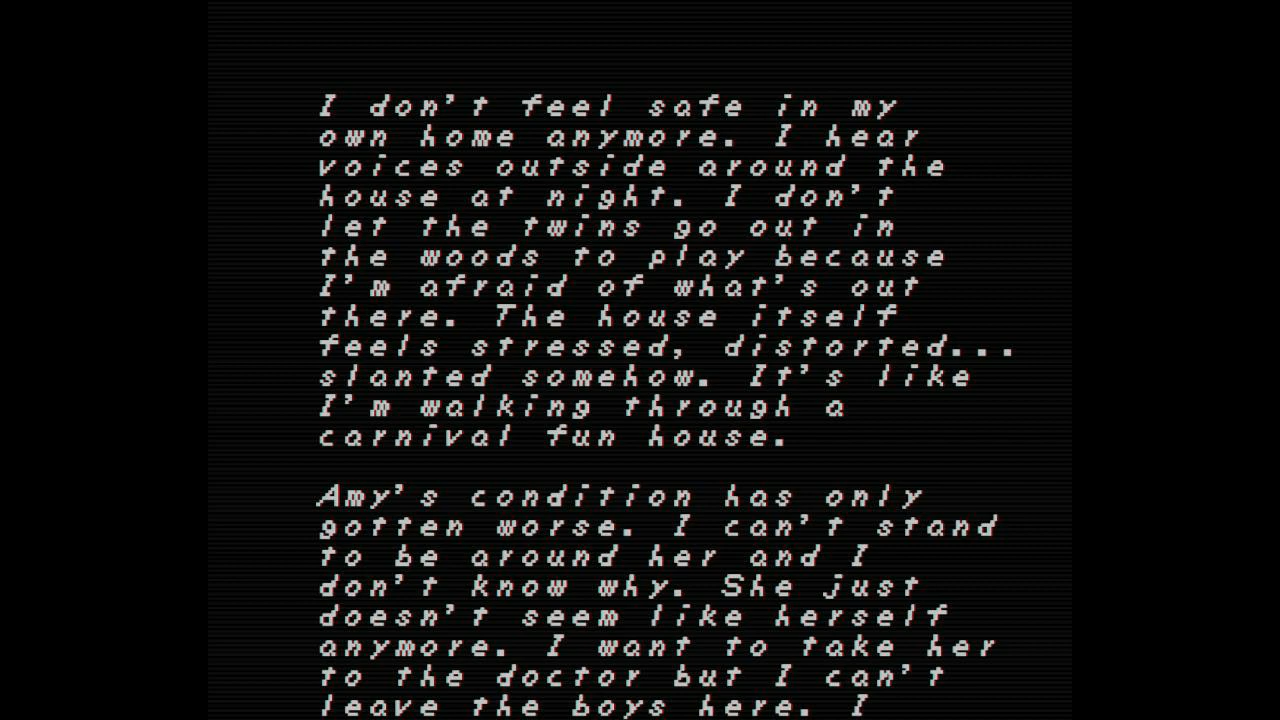 I don't feel safe in my
own home anymore. I hear
voices outside around the
house at night. I don't
let the twins go out in
the woods to play because
I'm afraid of what's out
there. The house itself
feels stressed, distorted...
slanted somehow. It's like
I'm walking through a
carnival fun house.
Amy's condition has only
gotten worse. I can't stand
to be around her and I
don't know why. She just
doesn't seem like herself
anymore. I want to take her
to the doctor but I can't
leave the boys here. I